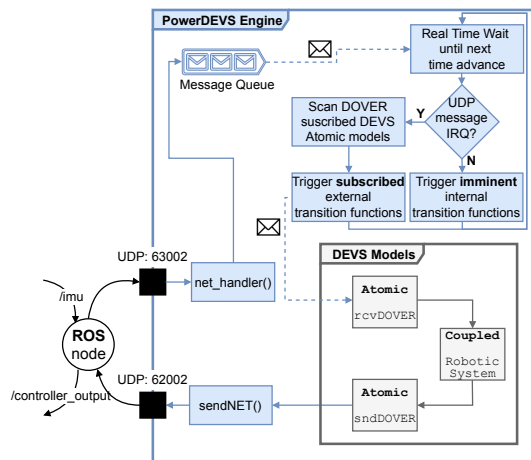 PowerDEVS Engine
Message Queue
Real Time Wait
until next
time advance
Scan DOVER
suscribed DEVS
Atomic models
Y
UDP
message
IRQ?
N
Trigger subscribed
external
transition functions
Trigger imminent
internal
transition functions
UDP: 63002
net_handler()
/imu
ROS
node
/controller_output
UDP: 62002
sendNET()
DEVS Models
Atomic
rcvDOVER
Coupled
Robotic
System
Atomic
sndDOVER